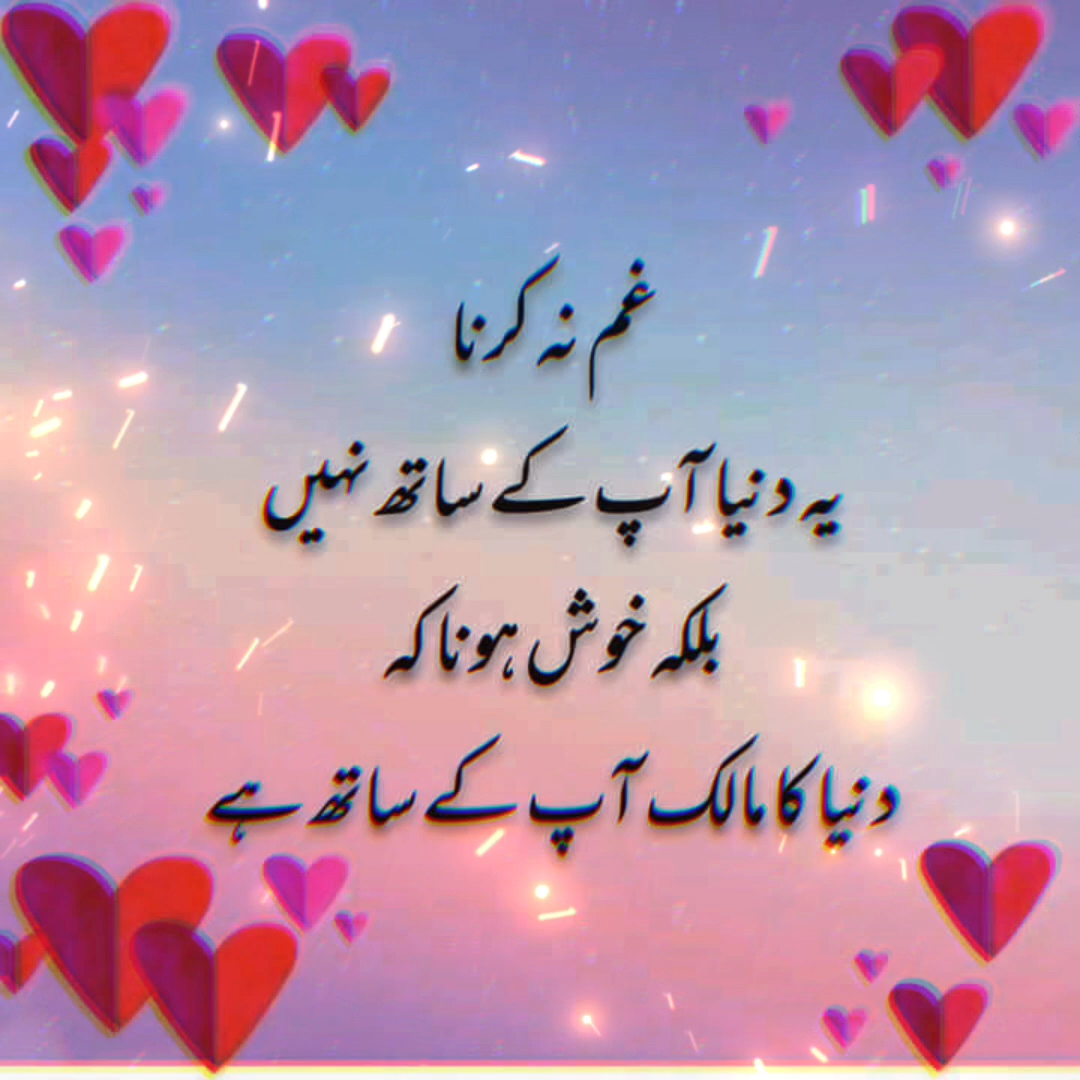 غم نہ کرنا
یہ دنیا آپ کے ساتھ نہیں
بلکہ خوش ہونا کہ
دنیا کا مالک آپ کے ساتھ ہے